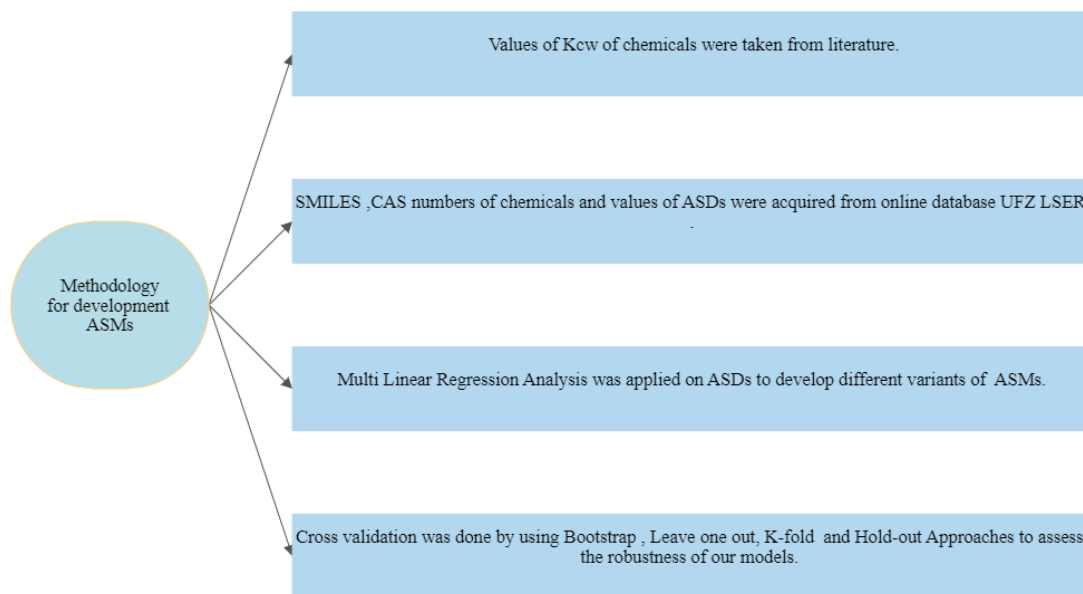 Values of Kcw of chemicals were taken from literature.
SMILES ,CAS numbers of chemicals and values of ASDs were acquired from online database UFZ LSER
.
Methodology
for development
ASMs
Multi Linear Regression Analysis was applied on ASDs to develop different variants of ASMs.
Cross validation was done by using Bootstrap , Leave one out, K-fold and Hold-out Approaches to assess
the robustness of our models.